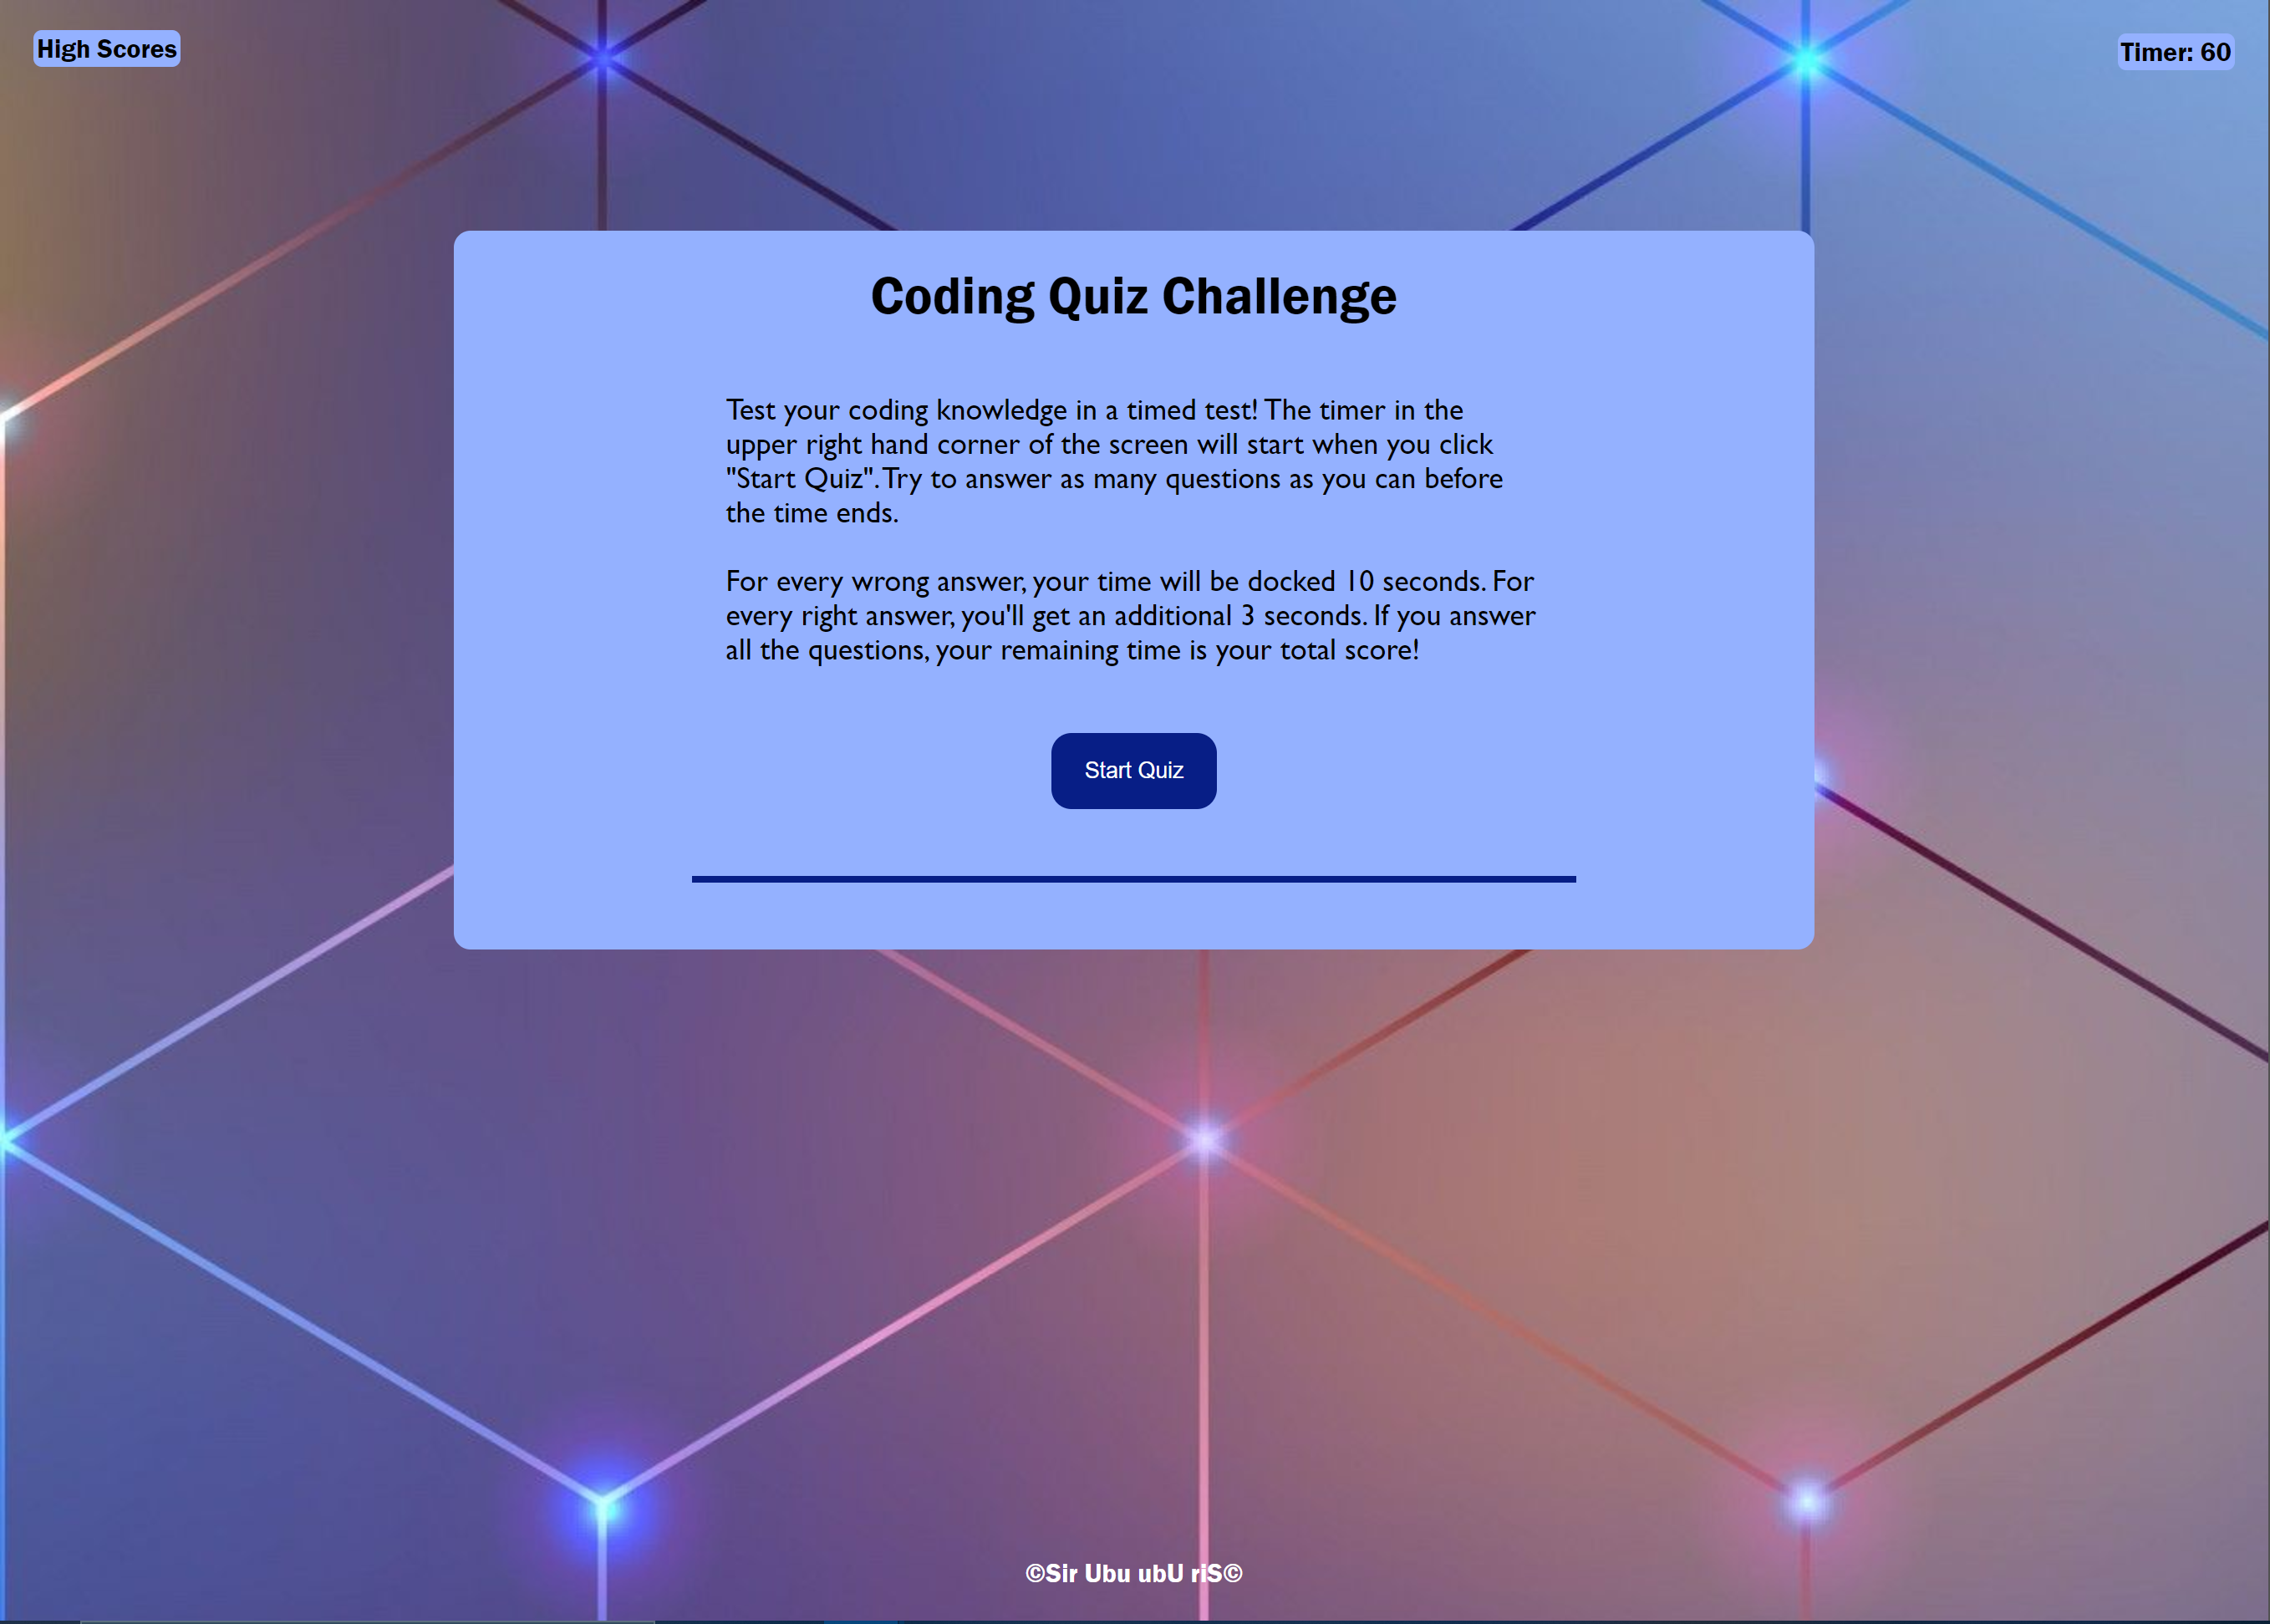 High Scores
Timer: 60
Coding Quiz Challenge
Test your coding knowledge in a timed test! The timer in the
upper right hand corner of the screen will start when you click
"Start Quiz". Try to answer as many questions as you can before
the time ends.
For every wrong answer, your time will be docked 10 seconds. For
every right answer, you'll get an additional 3 seconds. If you answer
all the questions, your remaining time is your total score!
Start Quiz
©Sir Ubu ubU riS©